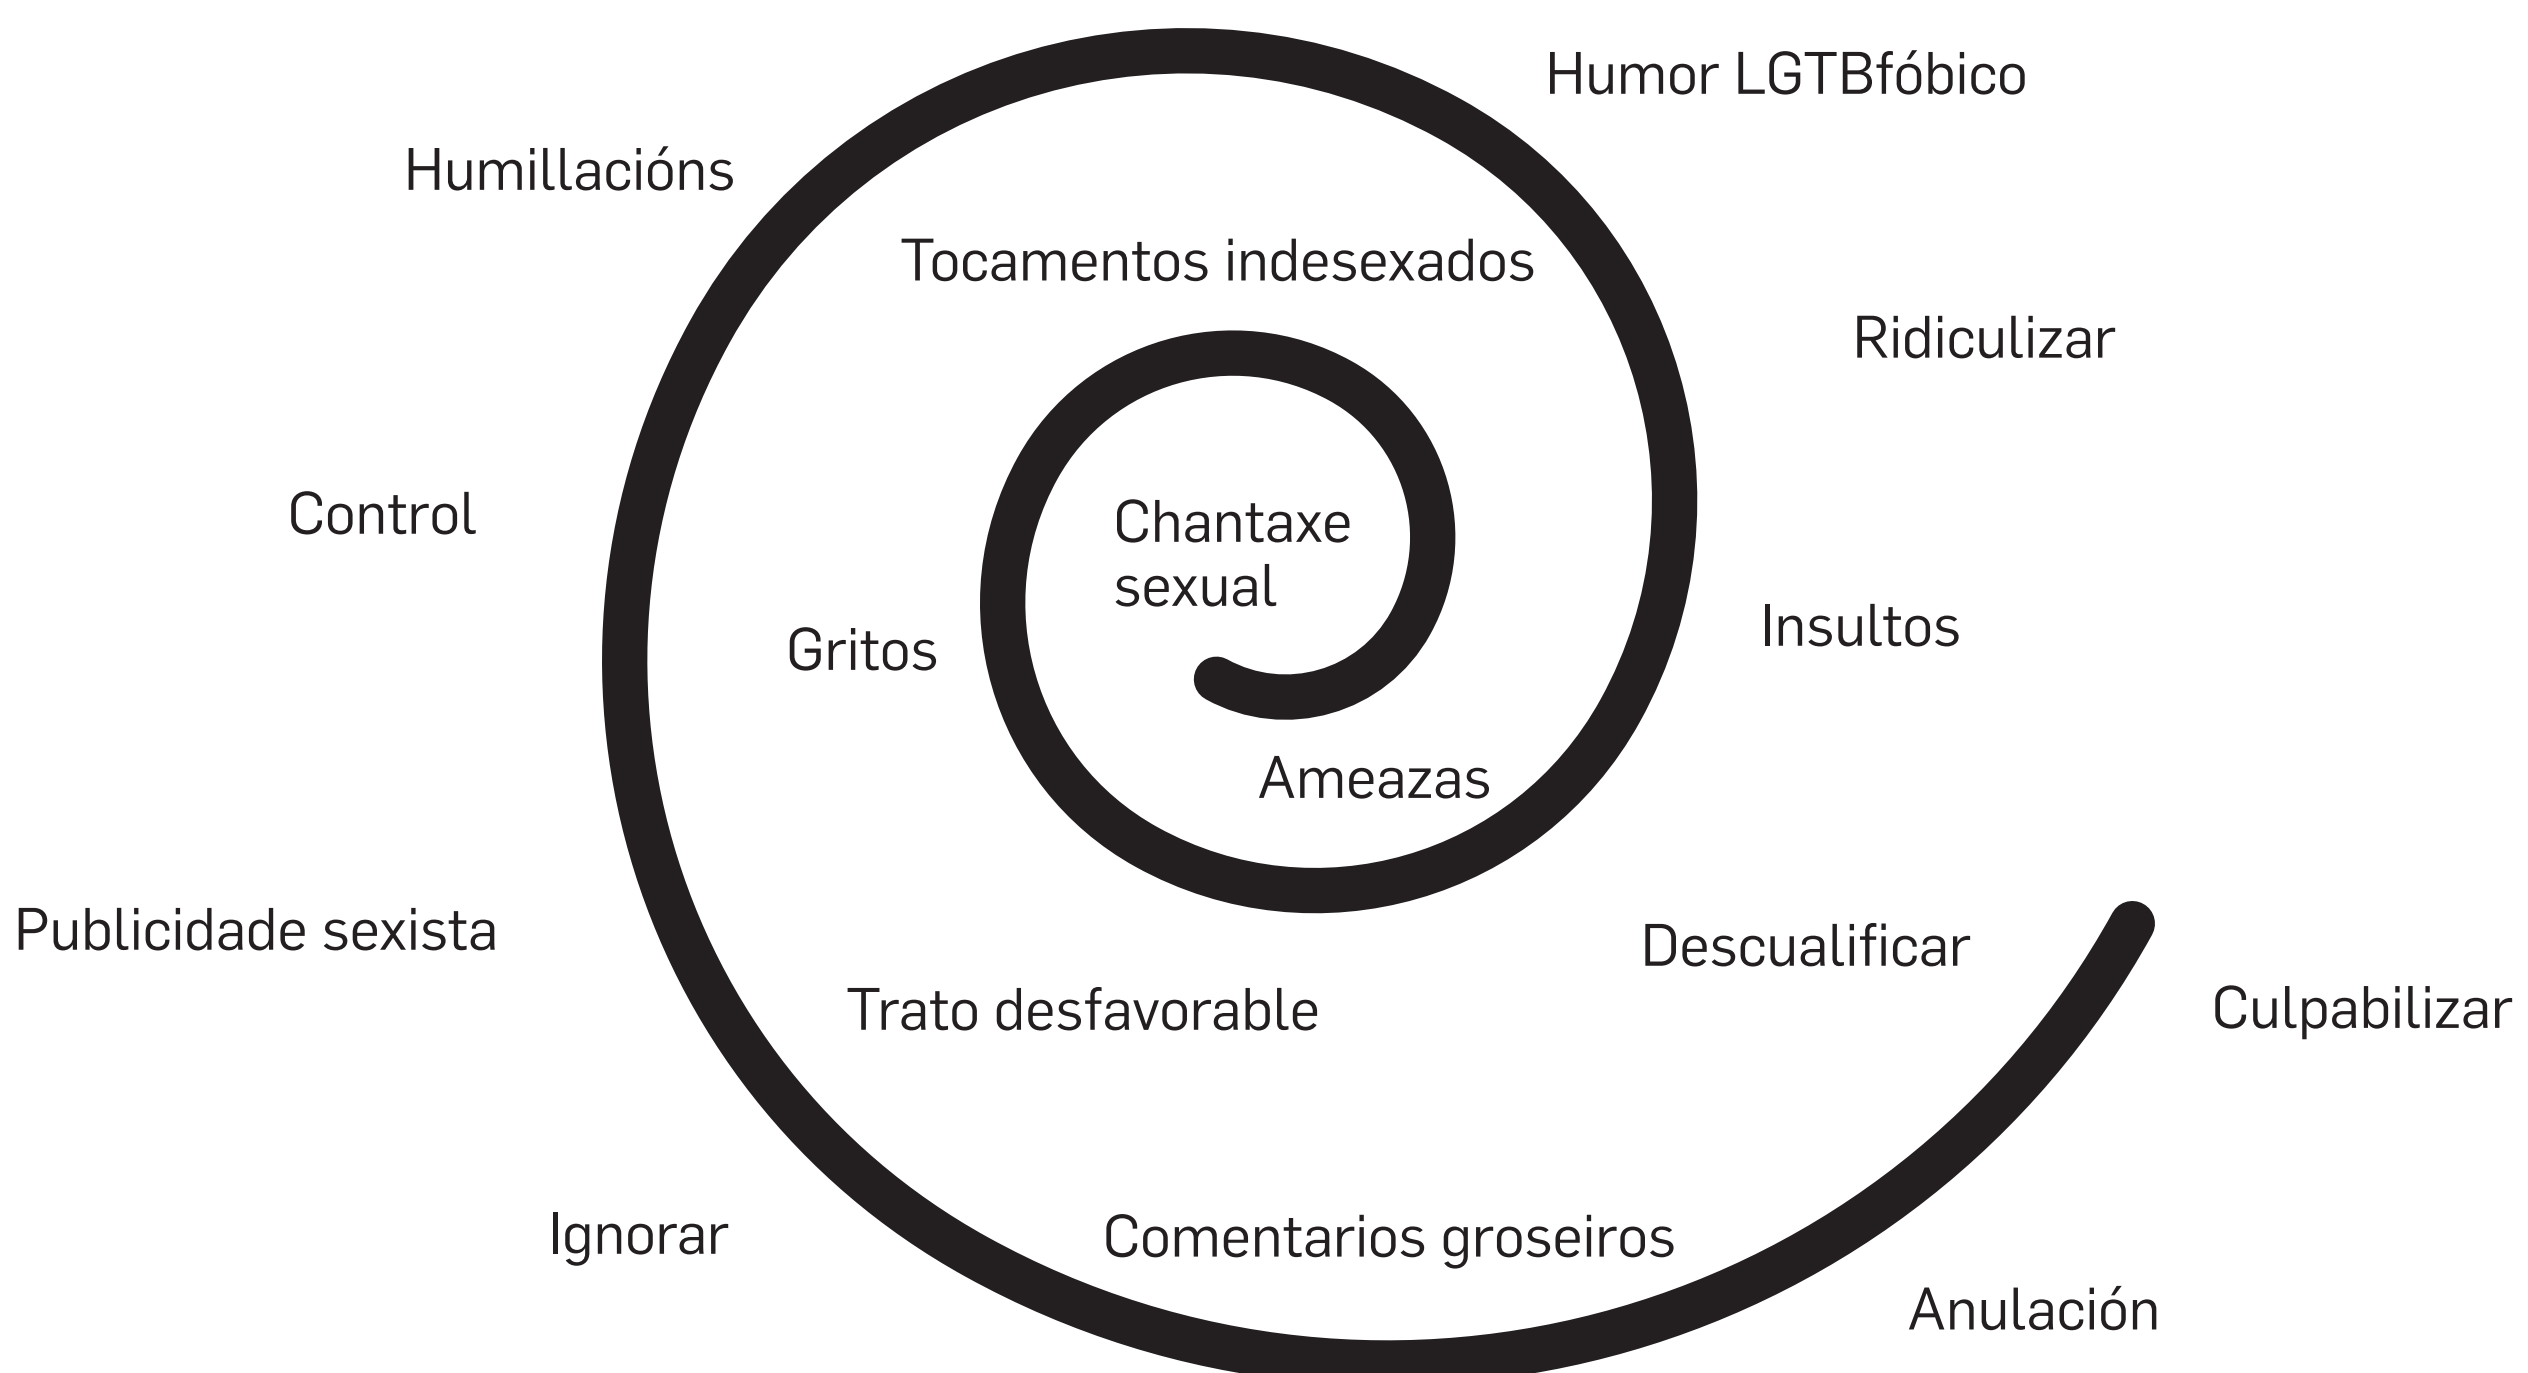 Humor LGTBfóbico
Humillacións
Tocamentos indesexados
Ridiculizar
Control
Chantaxe
sexual
Gritos
Insultos
Ameazas
Publicidade sexista
Descualificar
Trato desfavorable
Culpabilizar
Ignorar
Comentarios groseiros
Anulación